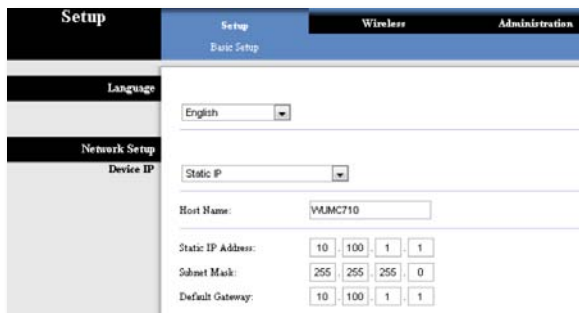 Setup
Setup Wireless Administration
Basic Setup
Language
English
Network Setup
Device IP
Static IP
Host Name: WUMC710
Static IP Address: 10 . 100 . 1 . 1
Subnet Mask: 255 . 255 . 255 . 0
Default Gateway: 10 . 100 . 1 . 1